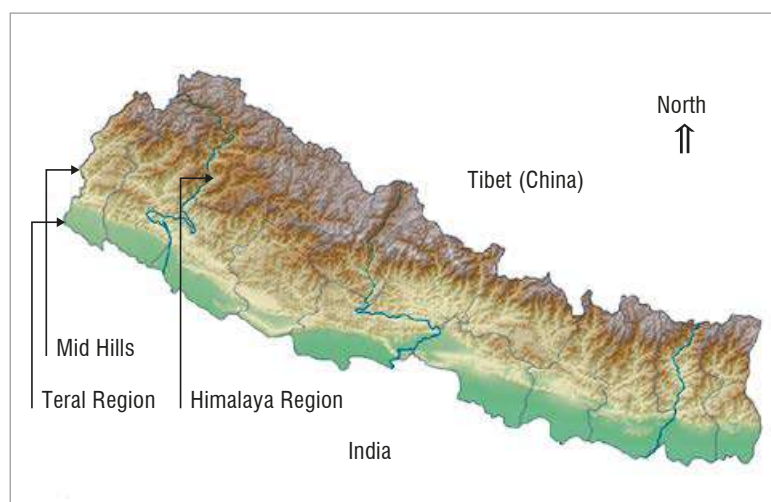 North
Tibet (China)
Mid Hills
Teral Region
Himalaya Region
India